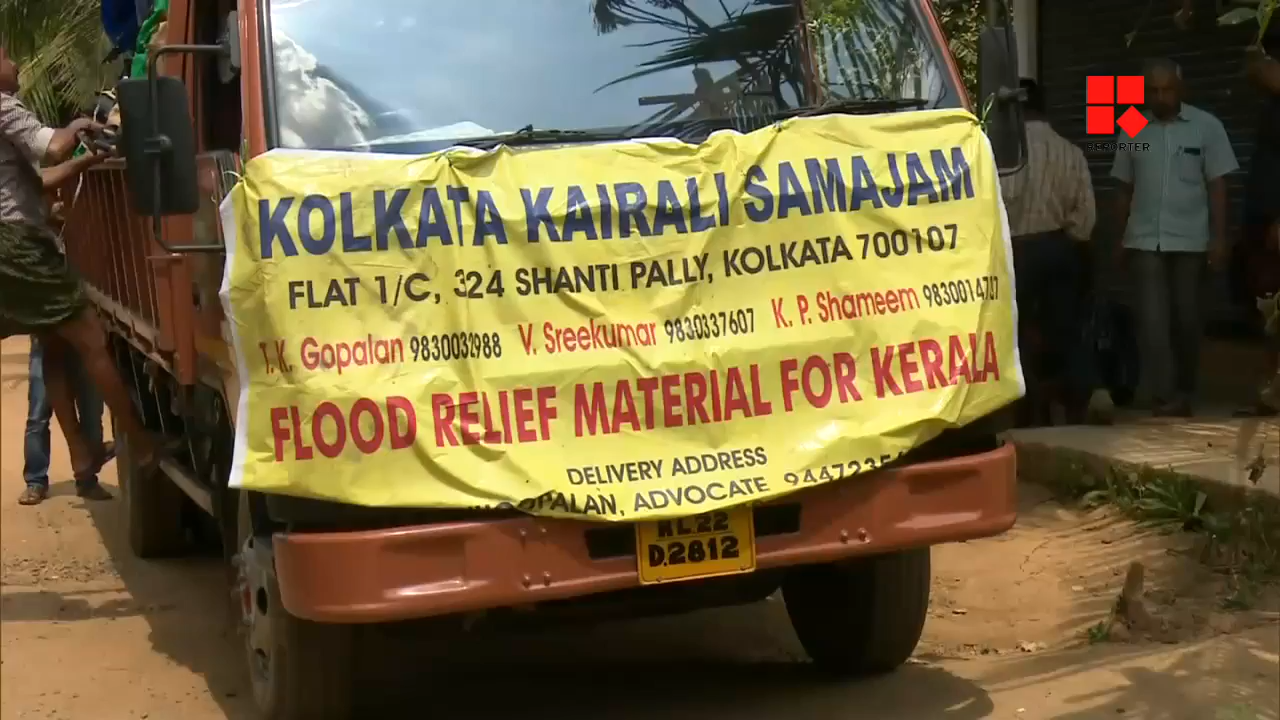 KOLKATA KAIRALI SAMAJAM
FLAT 1/C, 324 SHANTI PALLY, KOLKATA 700107
T.K. Gopalan 9830032988 V. Sreekumar 9830337607 K. P. Shameem 9830014707
FLOOD RELIEF MATERIAL FOR KERALA
DELIVERY ADDRESS
ADVOCATE
KL.22
D.2812
REPORTER